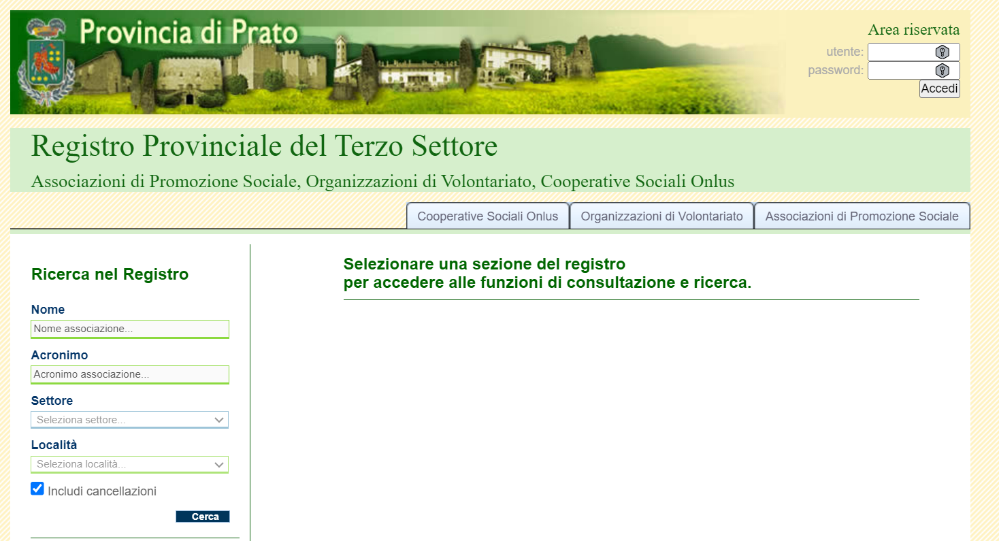 Provincia di Prato
Area riservata
utente:
password:
Accedi
Registro Provinciale del Terzo Settore
Associazioni di Promozione Sociale, Organizzazioni di Volontariato, Cooperative Sociali Onlus
Cooperative Sociali Onlus
Organizzazioni di Volontariato
Associazioni di Promozione Sociale
Ricerca nel Registro
Nome
Nome associazione...
Acronimo
Acronimo associazione...
Settore
Seleziona settore...
Località
Seleziona località...
Includi cancellazioni
Cerca
Selezionare una sezione del registro
per accedere alle funzioni di consultazione e ricerca.